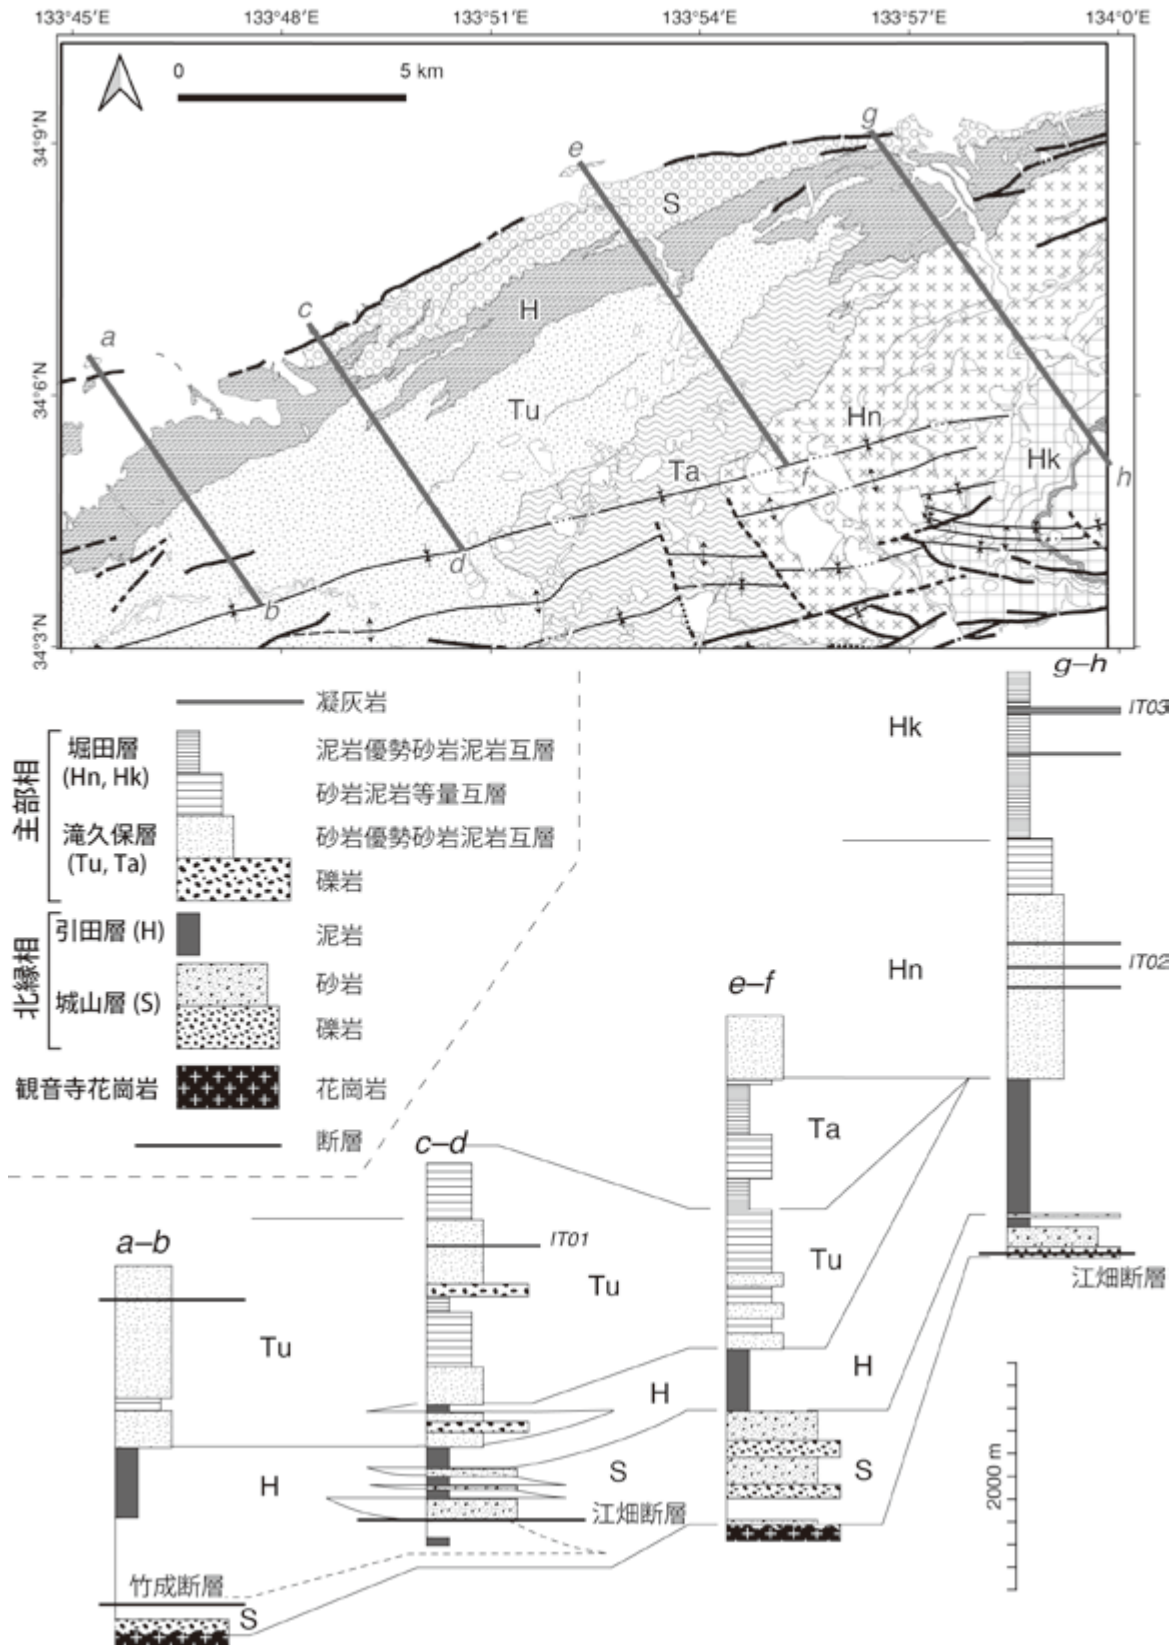 133°45′E 133°48′E 133°51′E 133°54′E 133°57′E 134°0′E
0 5 km
34°9′N
34°6′N
34°3′N
a
c
e
g
S
H
Tu
Ta
Hn
Hk
b
d
f
h
凝灰岩
主部相
堀田層
(Hn, Hk)
泥岩優勢砂岩泥岩互層
砂岩泥岩等量互層
滝久保層
(Tu, Ta)
砂岩優勢砂岩泥岩互層
礫岩
北縁相
引田層 (H)
泥岩
城山層 (S)
砂岩
礫岩
観音寺花崗岩
花崗岩
断層
a–b
Tu
H
竹成断層
S
c–d
IT01
Tu
H
S
江畑断層
e–f
Ta
Tu
H
S
g–h
Hk
IT03
Hn
IT02
江畑断層
2000 m